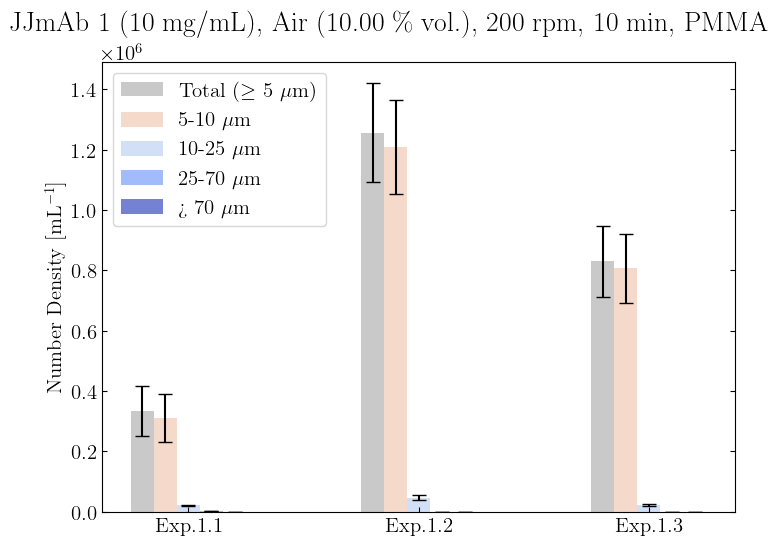 JJmAb 1 (10 mg/mL), Air (10.00 % vol.), 200 rpm, 10 min, PMMA
×10⁶
Total (≥ 5 μm)
5-10 μm
10-25 μm
25-70 μm
> 70 μm
Number Density [mL⁻¹]
1.4
1.2
1.0
0.8
0.6
0.4
0.2
0.0
Exp.1.1 Exp.1.2 Exp.1.3